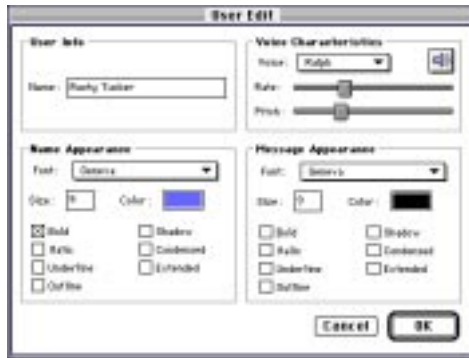 User Edit
User Info
Name:
Voice Characteristics
Voice: Ralph
Rate:
Pitch:
Name Appearance
Font: Geneva
Size: 9 Color:
Bold Shadow
Italic Condensed
Underline Extended
Outline
Message Appearance
Font: Geneva
Size: 9 Color:
Bold Shadow
Italic Condensed
Underline Extended
Outline
Cancel OK